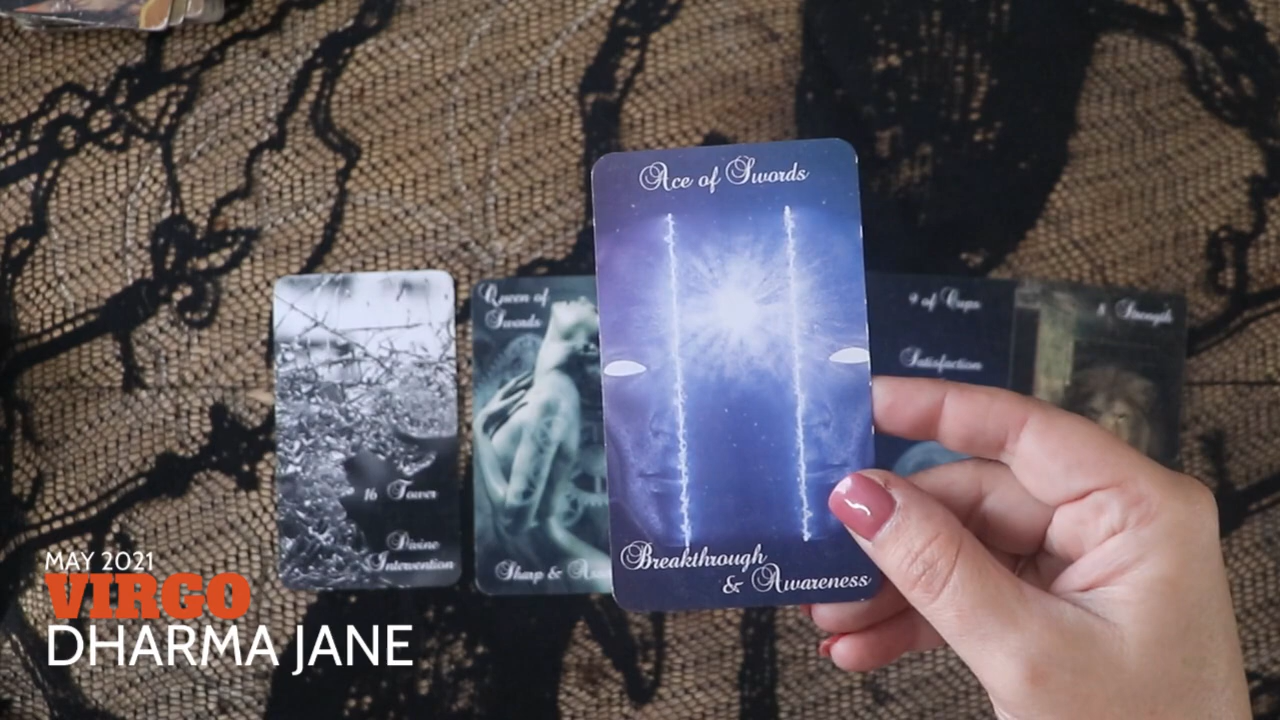 Ace of Swords
Queen of
Swords
9 of Cups
8 Strength
Satisfaction
16 Tower
Divine
Intervention
Sharp &
Breakthrough
& Awareness
MAY 2021
VIRGO
DHARMA JANE